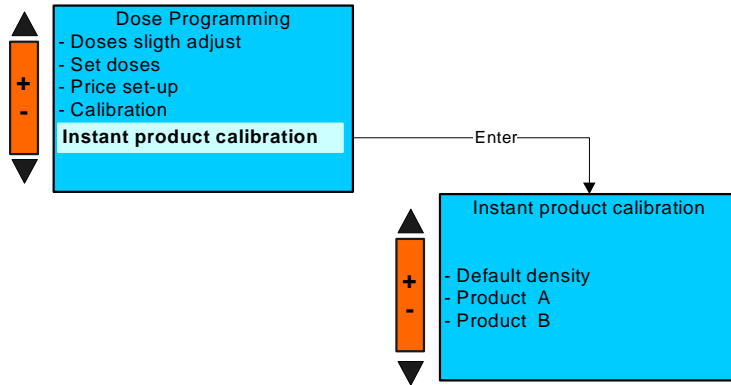 Dose Programming
- Doses sligth adjust
- Set doses
- Price set-up
- Calibration
Instant product calibration
+
-
Enter
Instant product calibration
- Default density
- Product A
- Product B
+
-